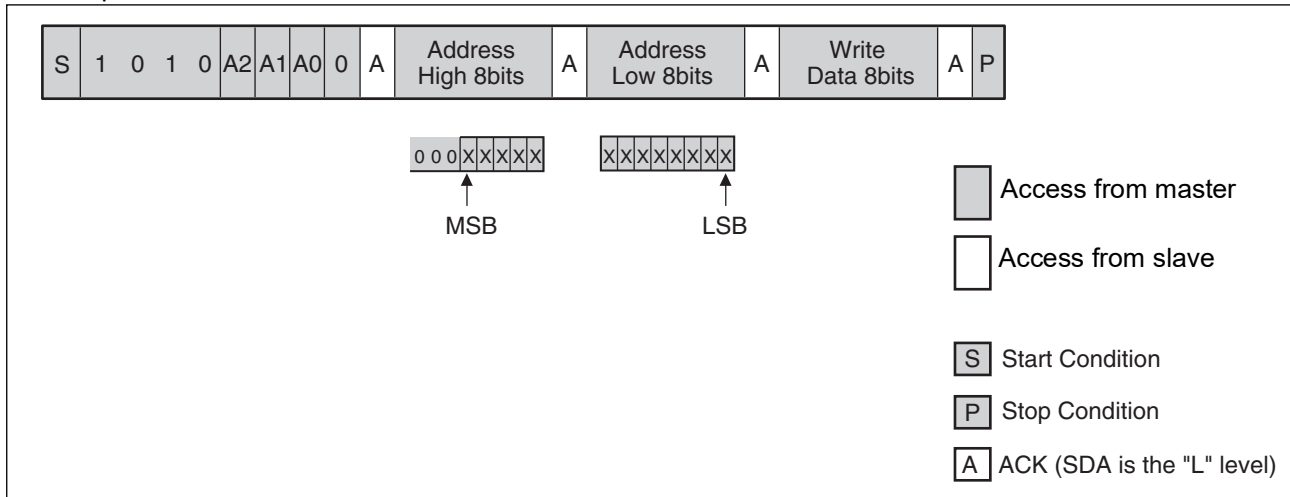 S 1 0 1 0 A2 A1 A0 0 A Address High 8bits A Address Low 8bits A Write Data 8bits A P
0 0 0 X X X X X X X X X X X X X
MSB LSB
Access from master
Access from slave
S Start Condition
P Stop Condition
A ACK (SDA is the "L" level)